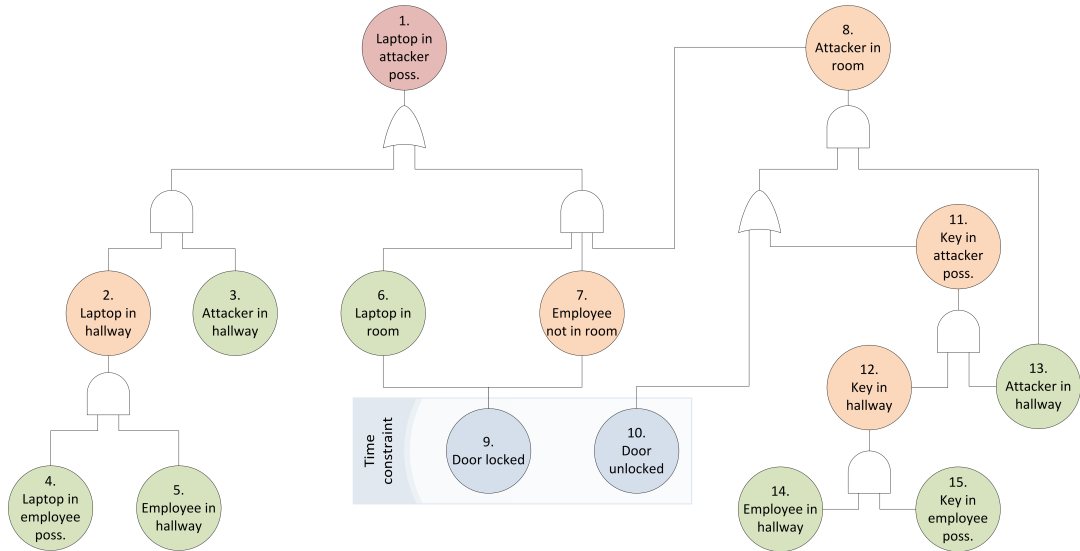 1.
Laptop in
attacker
poss.
8.
Attacker in
room
2.
Laptop in
hallway
3.
Attacker in
hallway
6.
Laptop in
room
7.
Employee
not in room
11.
Key in
attacker
poss.
12.
Key in
hallway
13.
Attacker in
hallway
Time
constraint
9.
Door locked
10.
Door
unlocked
4.
Laptop in
employee
poss.
5.
Employee in
hallway
14.
Employee in
hallway
15.
Key in
employee
poss.